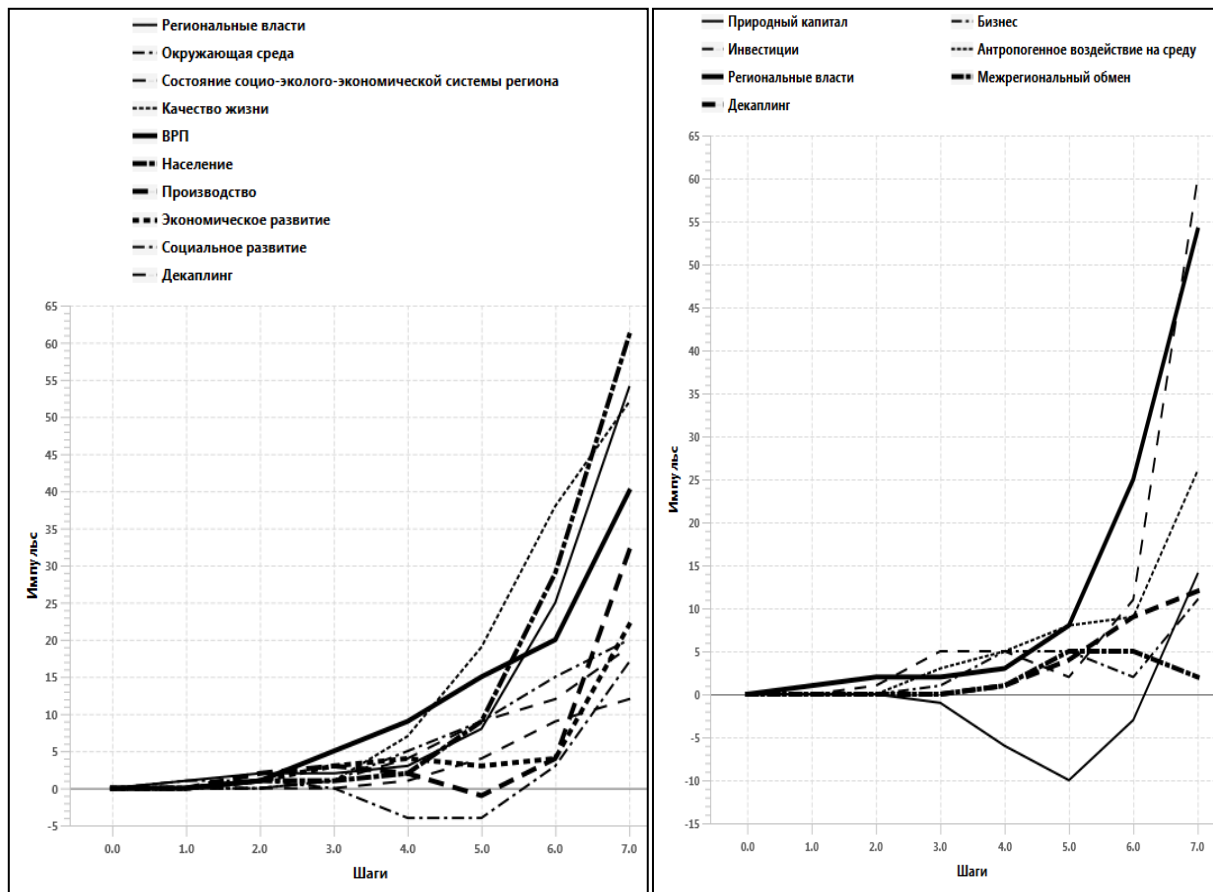 Региональные власти
Окружающая среда
Состояние социо-эколого-экономической системы региона
Качество жизни
ВРП
Население
Производство
Экономическое развитие
Социальное развитие
Декаплинг
65
60
55
50
45
40
35
30
25
20
15
10
5
0
-5
Импульс
0.0 1.0 2.0 3.0 4.0 5.0 6.0 7.0
Шаги
Природный капитал Бизнес
Инвестиции Антропогенное воздействие на среду
Региональные власти Межрегиональный обмен
Декаплинг
65
60
55
50
45
40
35
30
25
20
15
10
5
0
-5
-10
-15
Импульс
0.0 1.0 2.0 3.0 4.0 5.0 6.0 7.0
Шаги